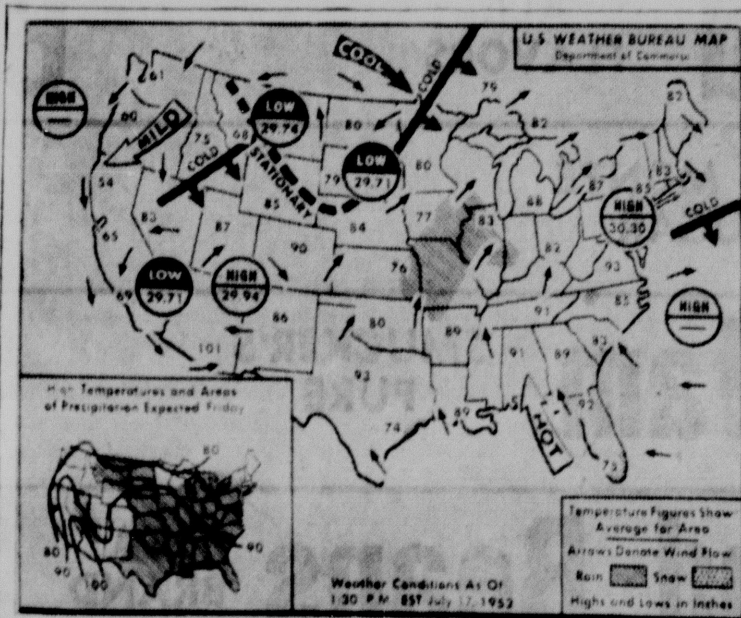 U.S. WEATHER BUREAU MAP
Department of Commerce
COOL
COLD
79
82
61
HIGH
60
MILD
75
68
LOW
29.74
80
COLD
STATIONARY
LOW
29.71
79
80
82
54
83
85
84
77
83
88
87
83
85
HIGH
30.30
COLD
65
87
90
76
82
93
LOW
29.71
HIGH
29.94
69
86
80
89
91
85
HIGH
101
93
91
89
83
74
89
HOT
92
75
High Temperatures and Areas
of Precipitation Expected Friday
80
90
80
90
100
Weather Conditions As Of
1:30 P.M. EST July 17, 1952
Temperature Figures Show
Average for Area
Arrows Denote Wind Flow
Rain Snow
Highs and Lows in Inches